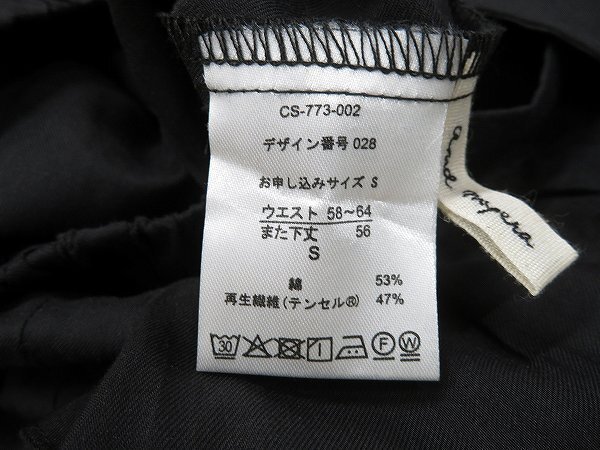 CS-773-002
デザイン番号 028
お申し込みサイズ S
ウエスト 58～64
また下丈 56
S
綿 53%
再生繊維(テンセル®) 47%
30 F W
and myera